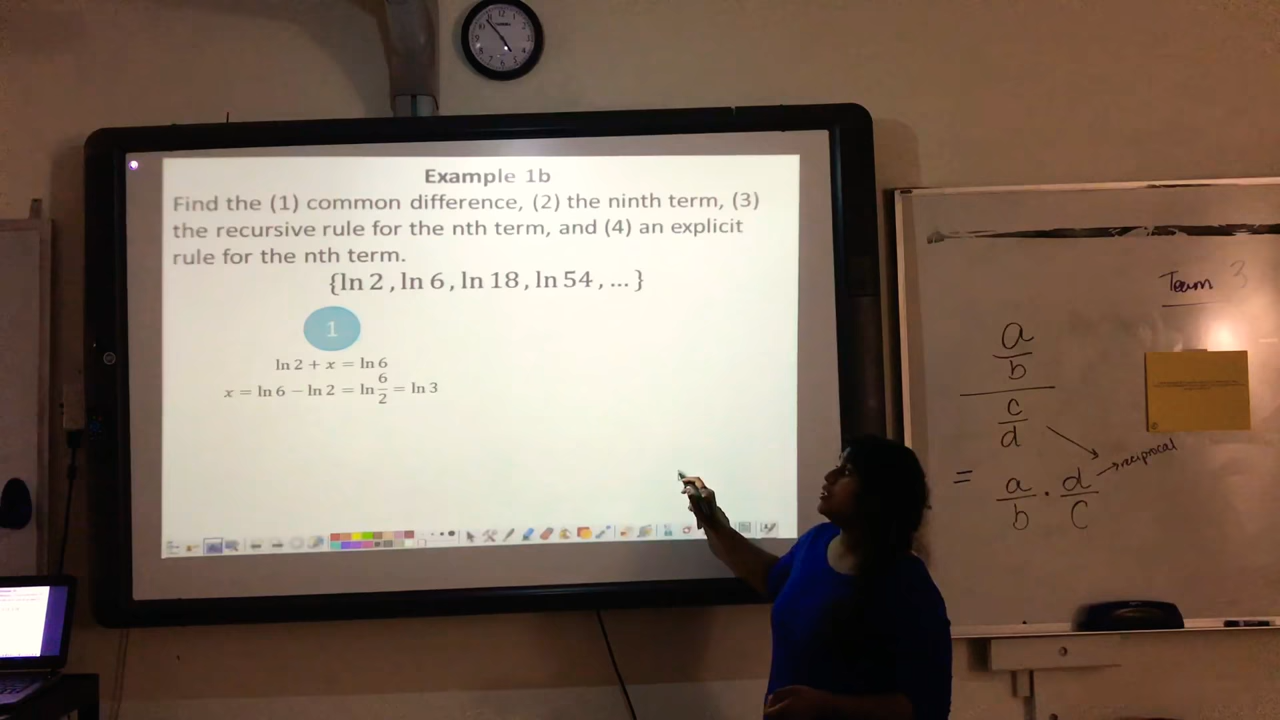 Example 1b
Find the (1) common difference, (2) the ninth term, (3)
the recursive rule for the nth term, and (4) an explicit
rule for the nth term.
{ln 2 , ln 6 , ln 18 , ln 54 , ... }
1
ln 2 + x = ln 6
x = ln 6 − ln 2 = ln 6/2 = ln 3
Team 3
a/b
c/d
= a/b · d/c → reciprocal